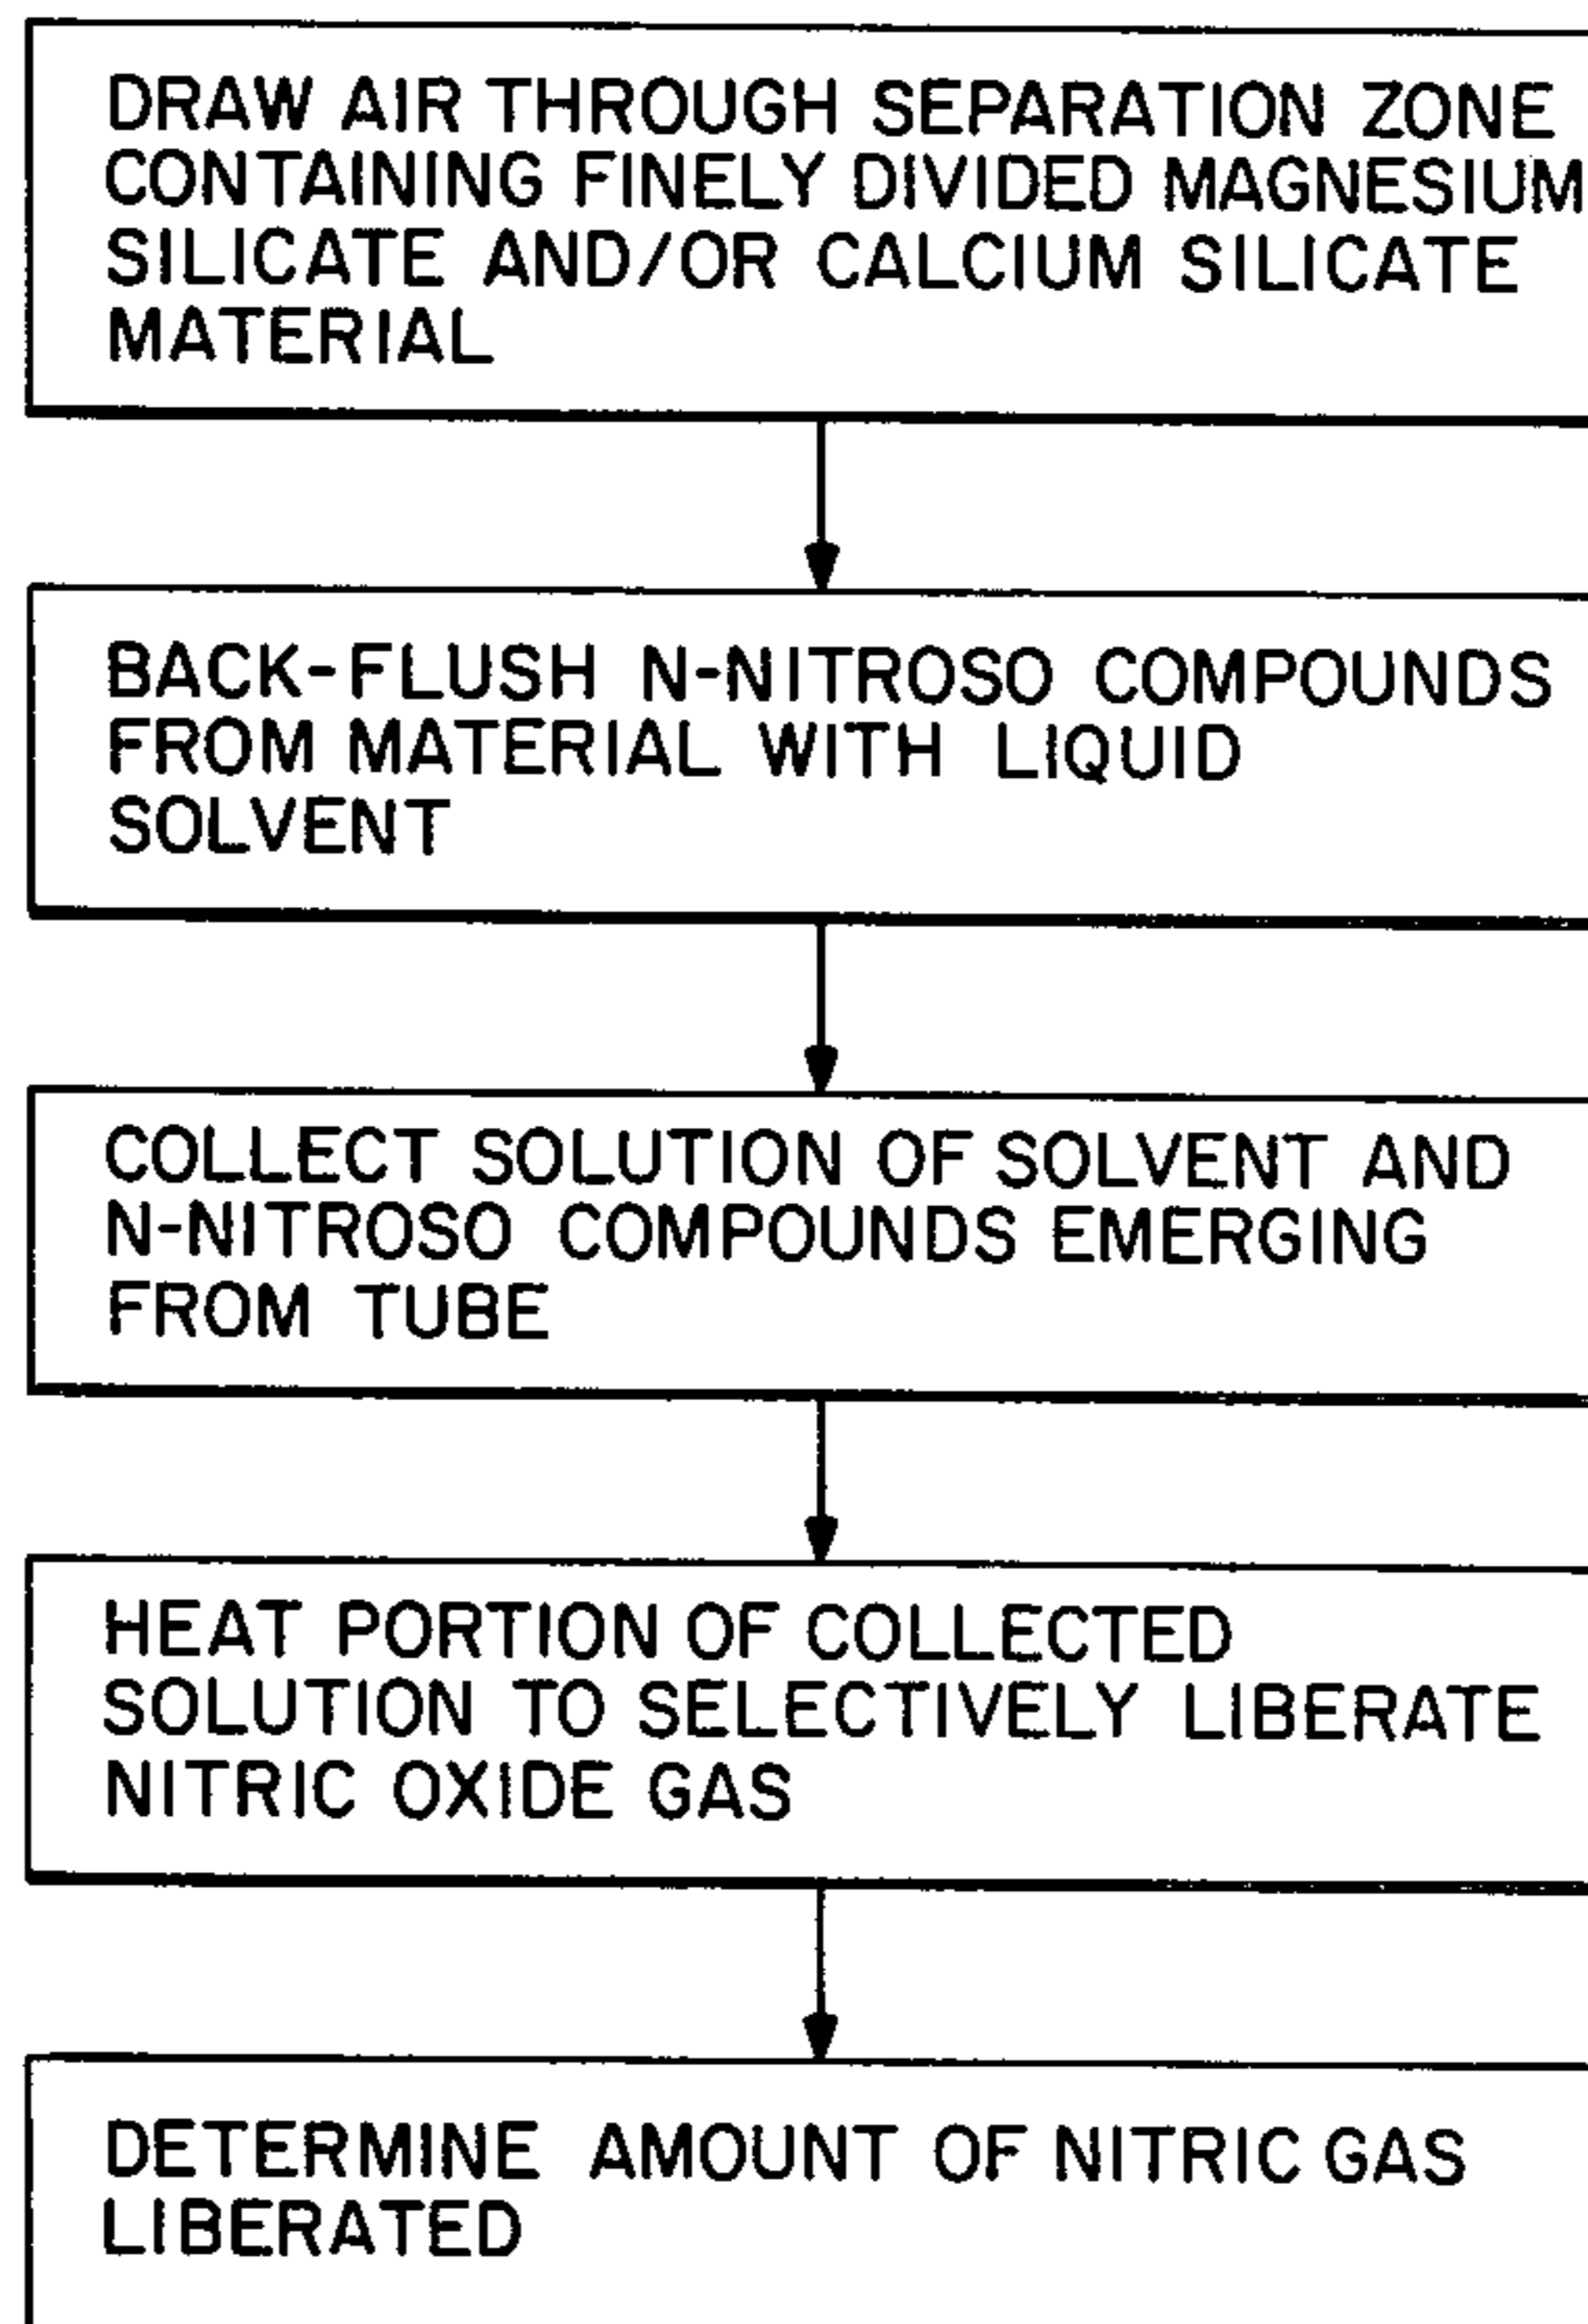 DRAW AIR THROUGH SEPARATION ZONE
CONTAINING FINELY DIVIDED MAGNESIUM
SILICATE AND/OR CALCIUM SILICATE
MATERIAL
BACK-FLUSH N-NITROSO COMPOUNDS
FROM MATERIAL WITH LIQUID
SOLVENT
COLLECT SOLUTION OF SOLVENT AND
N-NITROSO COMPOUNDS EMERGING
FROM TUBE
HEAT PORTION OF COLLECTED
SOLUTION TO SELECTIVELY LIBERATE
NITRIC OXIDE GAS
DETERMINE AMOUNT OF NITRIC GAS
LIBERATED